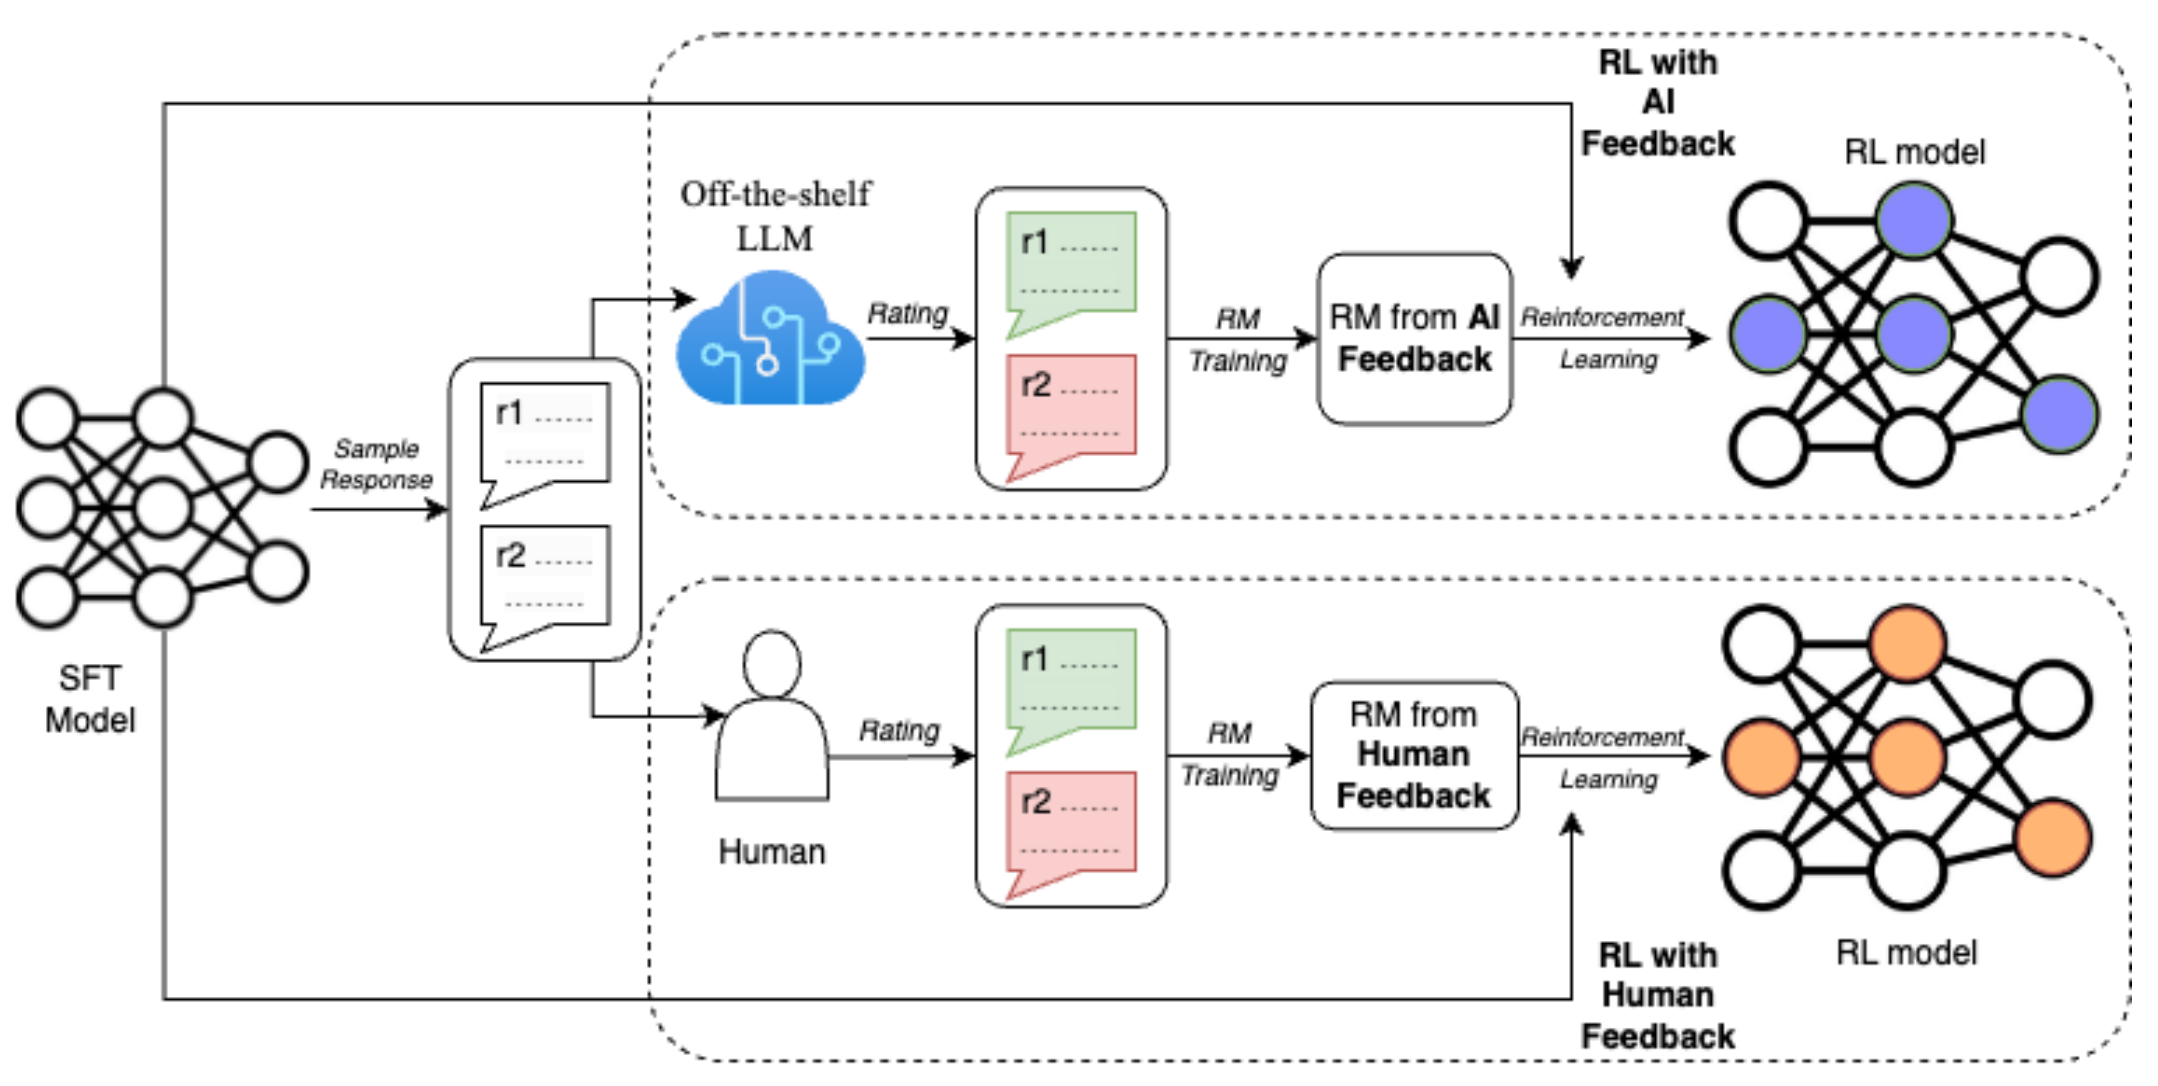 SFT
Model
Sample
Response
r1 ......
r2 ......
RL with
AI
Feedback
Off-the-shelf
LLM
Rating
r1 ......
r2 ......
RM
Training
RM from AI
Feedback
Reinforcement
Learning
RL model
Human
Rating
r1 ......
r2 ......
RM
Training
RM from
Human
Feedback
Reinforcement
Learning
RL model
RL with
Human
Feedback